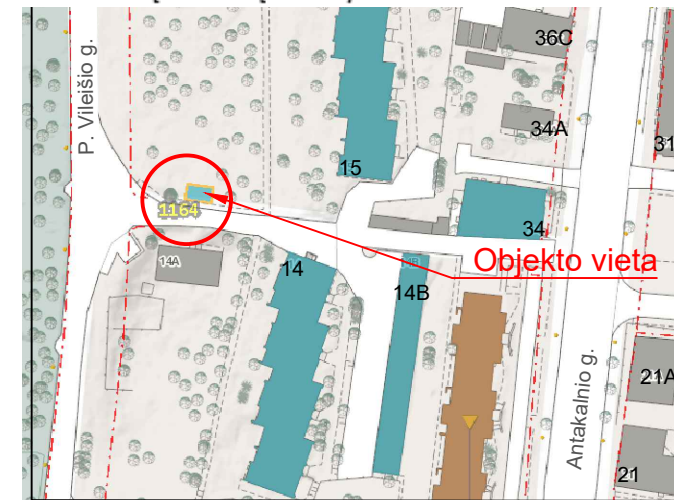 36C
P. Vileišio g.
34A
31
15
1164
34
Objekto vieta
14A
14
14B
21A
Antakalnio g.
21